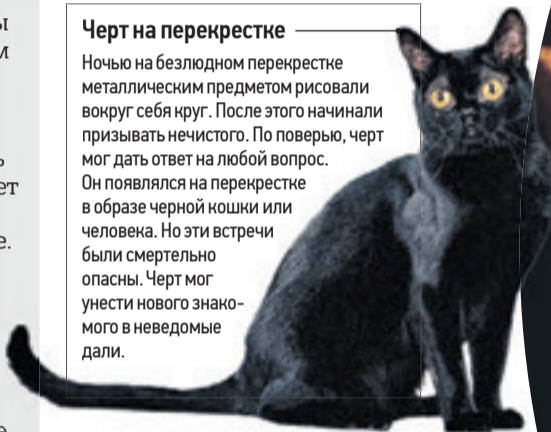 ы
м
ь
ет
е.
Черт на перекрестке
Ночью на безлюдном перекрестке
металлическим предметом рисовали
вокруг себя круг. После этого начинали
призывать нечистого. По поверью, черт
мог дать ответ на любой вопрос.
Он появлялся на перекрестке
в образе черной кошки или
человека. Но эти встречи
были смертельно
опасны. Черт мог
унести нового знако-
мого в неведомые
дали.